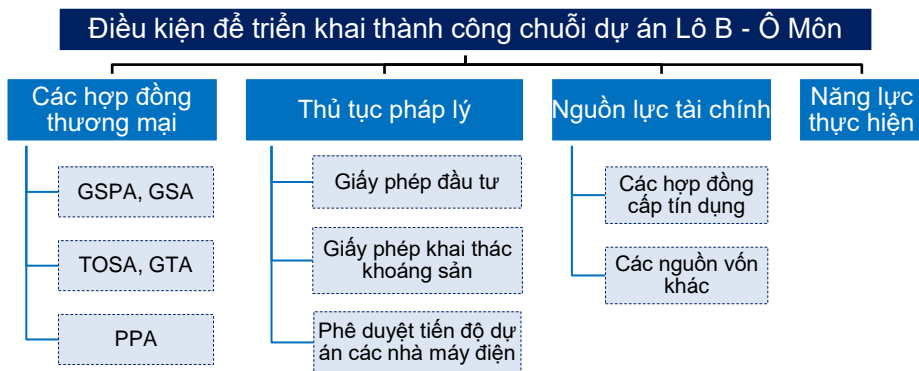 Điều kiện để triển khai thành công chuỗi dự án Lô B - Ô Môn
Các hợp đồng
thương mại
GSPA, GSA
TOSA, GTA
PPA
Thủ tục pháp lý
Giấy phép đầu tư
Giấy phép khai thác
khoáng sản
Phê duyệt tiến độ dự
án các nhà máy điện
Nguồn lực tài chính
Các hợp đồng
cấp tín dụng
Các nguồn vốn
khác
Năng lực
thực hiện